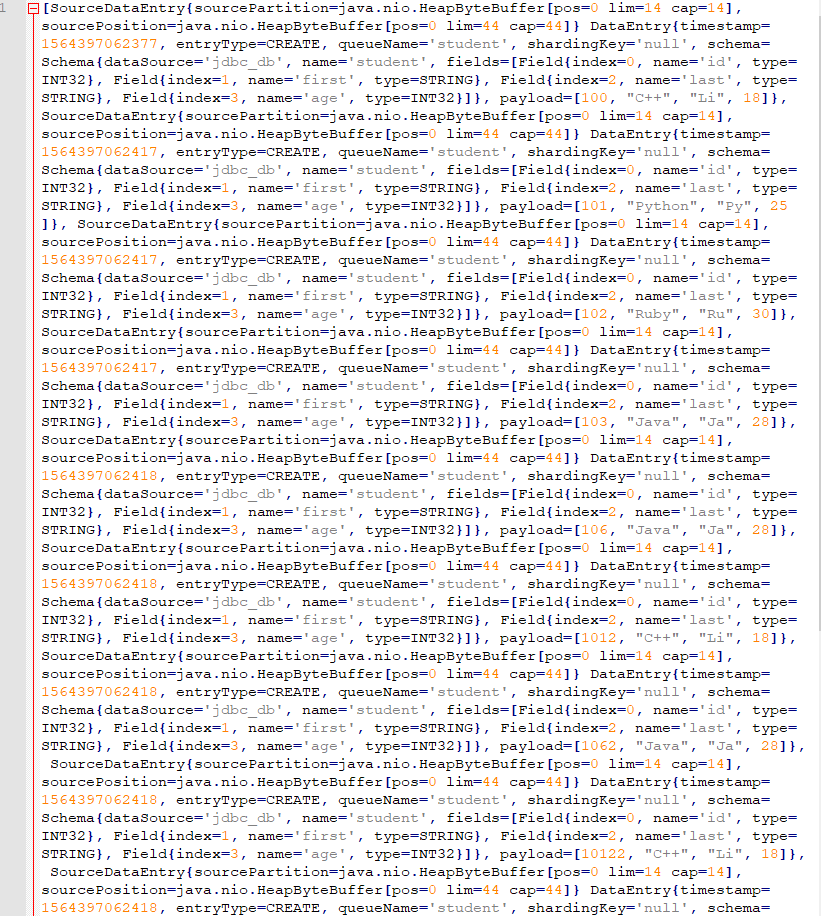 1 [SourceDataEntry{sourcePartition=java.nio.HeapByteBuffer[pos=0 lim=14 cap=14],
sourcePosition=java.nio.HeapByteBuffer[pos=0 lim=44 cap=44]} DataEntry{timestamp=
1564397062377, entryType=CREATE, queueName='student', shardingKey='null', schema=
Schema{dataSource='jdbc_db', name='student', fields=[Field{index=0, name='id', type=
INT32}, Field{index=1, name='first', type=STRING}, Field{index=2, name='last', type=
STRING}, Field{index=3, name='age', type=INT32}]}, payload=[100, "C++", "Li", 18]},
SourceDataEntry{sourcePartition=java.nio.HeapByteBuffer[pos=0 lim=14 cap=14],
sourcePosition=java.nio.HeapByteBuffer[pos=0 lim=44 cap=44]} DataEntry{timestamp=
1564397062417, entryType=CREATE, queueName='student', shardingKey='null', schema=
Schema{dataSource='jdbc_db', name='student', fields=[Field{index=0, name='id', type=
INT32}, Field{index=1, name='first', type=STRING}, Field{index=2, name='last', type=
STRING}, Field{index=3, name='age', type=INT32}]}, payload=[101, "Python", "Py", 25
]}, SourceDataEntry{sourcePartition=java.nio.HeapByteBuffer[pos=0 lim=14 cap=14],
sourcePosition=java.nio.HeapByteBuffer[pos=0 lim=44 cap=44]} DataEntry{timestamp=
1564397062417, entryType=CREATE, queueName='student', shardingKey='null', schema=
Schema{dataSource='jdbc_db', name='student', fields=[Field{index=0, name='id', type=
INT32}, Field{index=1, name='first', type=STRING}, Field{index=2, name='last', type=
STRING}, Field{index=3, name='age', type=INT32}]}, payload=[102, "Ruby", "Ru", 30]},
SourceDataEntry{sourcePartition=java.nio.HeapByteBuffer[pos=0 lim=14 cap=14],
sourcePosition=java.nio.HeapByteBuffer[pos=0 lim=44 cap=44]} DataEntry{timestamp=
1564397062417, entryType=CREATE, queueName='student', shardingKey='null', schema=
Schema{dataSource='jdbc_db', name='student', fields=[Field{index=0, name='id', type=
INT32}, Field{index=1, name='first', type=STRING}, Field{index=2, name='last', type=
STRING}, Field{index=3, name='age', type=INT32}]}, payload=[103, "Java", "Ja", 28]},
SourceDataEntry{sourcePartition=java.nio.HeapByteBuffer[pos=0 lim=14 cap=14],
sourcePosition=java.nio.HeapByteBuffer[pos=0 lim=44 cap=44]} DataEntry{timestamp=
1564397062418, entryType=CREATE, queueName='student', shardingKey='null', schema=
Schema{dataSource='jdbc_db', name='student', fields=[Field{index=0, name='id', type=
INT32}, Field{index=1, name='first', type=STRING}, Field{index=2, name='last', type=
STRING}, Field{index=3, name='age', type=INT32}]}, payload=[106, "Java", "Ja", 28]},
SourceDataEntry{sourcePartition=java.nio.HeapByteBuffer[pos=0 lim=14 cap=14],
sourcePosition=java.nio.HeapByteBuffer[pos=0 lim=44 cap=44]} DataEntry{timestamp=
1564397062418, entryType=CREATE, queueName='student', shardingKey='null', schema=
Schema{dataSource='jdbc_db', name='student', fields=[Field{index=0, name='id', type=
INT32}, Field{index=1, name='first', type=STRING}, Field{index=2, name='last', type=
STRING}, Field{index=3, name='age', type=INT32}]}, payload=[1012, "C++", "Li", 18]},
SourceDataEntry{sourcePartition=java.nio.HeapByteBuffer[pos=0 lim=14 cap=14],
sourcePosition=java.nio.HeapByteBuffer[pos=0 lim=44 cap=44]} DataEntry{timestamp=
1564397062418, entryType=CREATE, queueName='student', shardingKey='null', schema=
Schema{dataSource='jdbc_db', name='student', fields=[Field{index=0, name='id', type=
INT32}, Field{index=1, name='first', type=STRING}, Field{index=2, name='last', type=
STRING}, Field{index=3, name='age', type=INT32}]}, payload=[1062, "Java", "Ja", 28]},
SourceDataEntry{sourcePartition=java.nio.HeapByteBuffer[pos=0 lim=14 cap=14],
sourcePosition=java.nio.HeapByteBuffer[pos=0 lim=44 cap=44]} DataEntry{timestamp=
1564397062418, entryType=CREATE, queueName='student', shardingKey='null', schema=
Schema{dataSource='jdbc_db', name='student', fields=[Field{index=0, name='id', type=
INT32}, Field{index=1, name='first', type=STRING}, Field{index=2, name='last', type=
STRING}, Field{index=3, name='age', type=INT32}]}, payload=[10122, "C++", "Li", 18]},
SourceDataEntry{sourcePartition=java.nio.HeapByteBuffer[pos=0 lim=14 cap=14],
sourcePosition=java.nio.HeapByteBuffer[pos=0 lim=44 cap=44]} DataEntry{timestamp=
1564397062418, entryType=CREATE, queueName='student', shardingKey='null', schema=